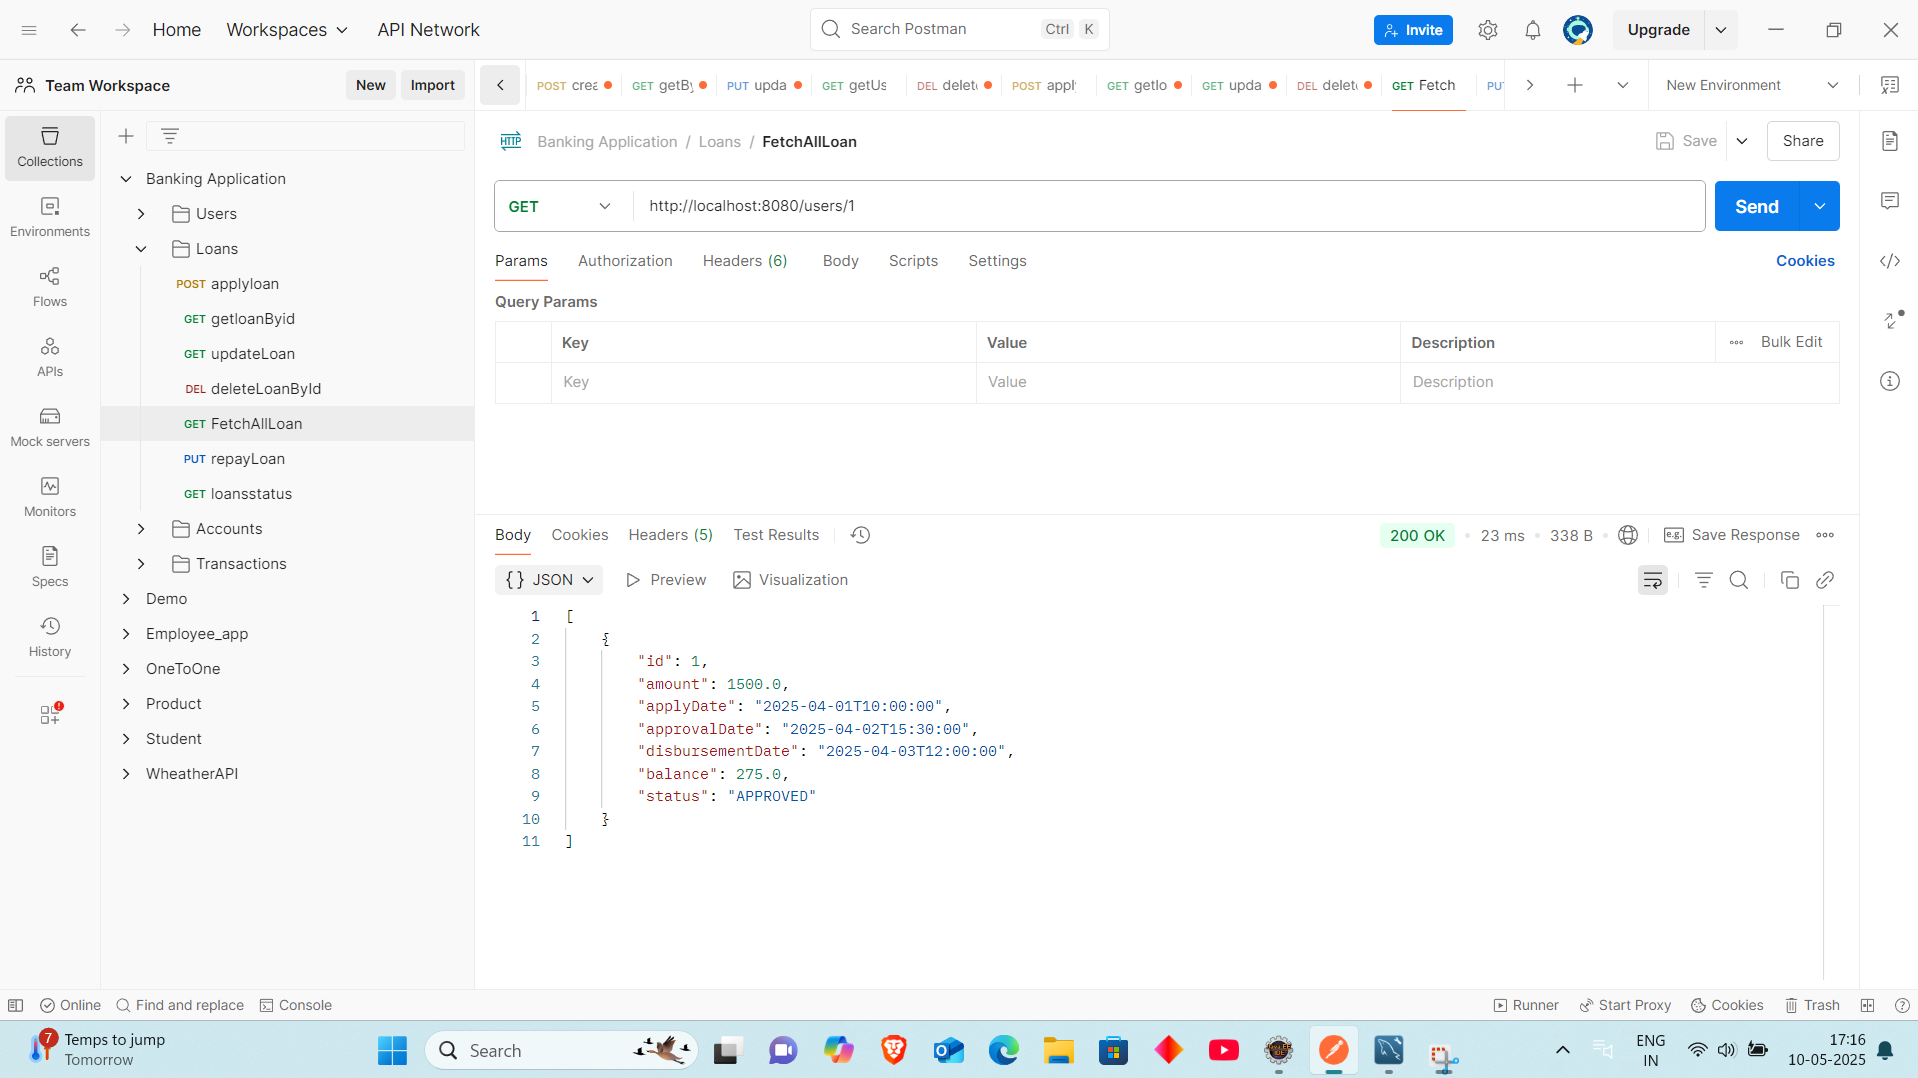 Home
Workspaces
API Network
Search Postman
Ctrl
K
Invite
Upgrade
Team Workspace
New
Import
POST crea
GET getBy
PUT upda
GET getUs
DEL delete
POST appl
GET getlo
GET upda
DEL delet
GET Fetch
PU
New Environment
Collections
Environments
Flows
APIs
Mock servers
Monitors
Specs
History
Banking Application
Users
Loans
POST applyloan
GET getloanByid
GET updateLoan
DEL deleteLoanById
GET FetchAllLoan
PUT repayLoan
GET loansstatus
Accounts
Transactions
Demo
Employee_app
OneToOne
Product
Student
WheatherAPI
HTTP
Banking Application / Loans / FetchAllLoan
Save
Share
GET
http://localhost:8080/users/1
Send
Params
Authorization
Headers (6)
Body
Scripts
Settings
Cookies
Query Params
Key
Value
Description
Bulk Edit
Key
Value
Description
Body
Cookies
Headers (5)
Test Results
200 OK
23 ms
338 B
e.g.
Save Response
{} JSON
Preview
Visualization
1 [
2 {
3 "id": 1,
4 "amount": 1500.0,
5 "applyDate": "2025-04-01T10:00:00",
6 "approvalDate": "2025-04-02T15:30:00",
7 "disbursementDate": "2025-04-03T12:00:00",
8 "balance": 275.0,
9 "status": "APPROVED"
10 }
11 ]
Online
Find and replace
Console
Runner
Start Proxy
Cookies
Trash
7
Temps to jump
Tomorrow
Search
ENG
IN
17:16
10-05-2025